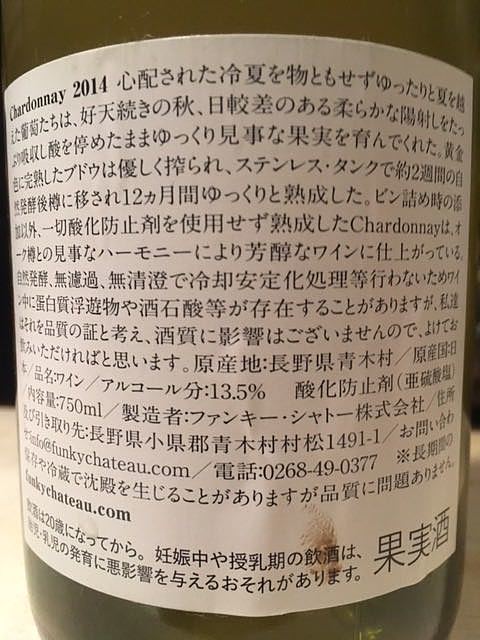 Chardonnay 2014 心配された冷夏を物ともせずゆったりと夏を越
えた葡萄たちは、好天続きの秋、日較差のある柔らかな陽射しをたっ
ぷり吸収し酸を停めたままゆっくり見事な果実を育んでくれた。黄金
色に完熟したブドウは優しく搾られ、ステンレス・タンクで約2週間の自
然発酵後樽に移され12ヵ月間ゆっくりと熟成した。ビン詰め時の添
加以外、一切酸化防止剤を使用せず熟成したChardonnayは、オ
ーク樽との見事なハーモニーにより芳醇なワインに仕上がっている。
自然発酵、無濾過、無清澄で冷却安定化処理等行わないためワイ
ン中に蛋白質浮遊物や酒石酸等が存在することがありますが、私達
はそれを品質の証と考え、酒質に影響はございませんので、よけてお
飲みいただければと思います。原産地:長野県青木村/原産国:日
本/品名:ワイン/アルコール分:13.5% 酸化防止剤(亜硫酸塩)
/内容量:750ml/製造者:ファンキー・シャトー株式会社/住所
及び引き取り先:長野県小県郡青木村村松1491-1/お問い合わ
せinfo@funkychateau.com/電話:0268-49-0377 ※長期間の
保存や冷蔵で沈殿を生じることがありますが品質に問題ありません。
funkychateau.com
飲酒は20歳になってから。妊娠中や授乳期の飲酒は、
胎児・乳児の発育に悪影響を与えるおそれがあります。
果実酒